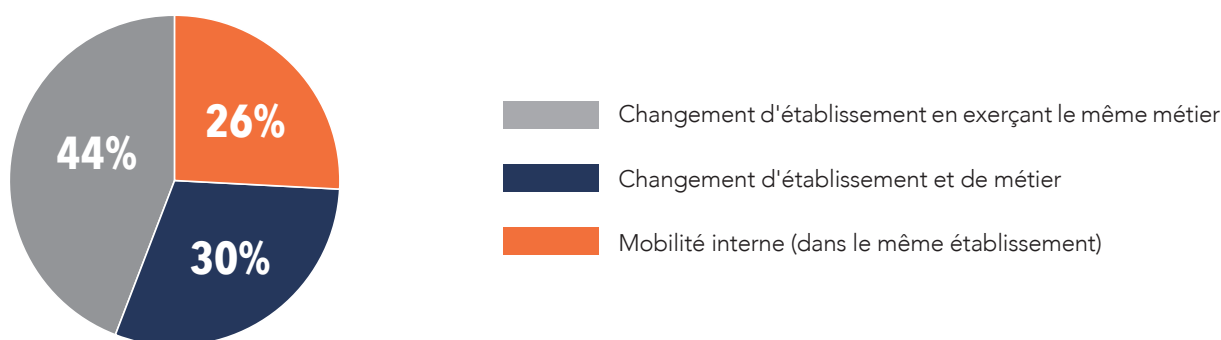 26%
44%
30%
Changement d'établissement en exerçant le même métier
Changement d'établissement et de métier
Mobilité interne (dans le même établissement)